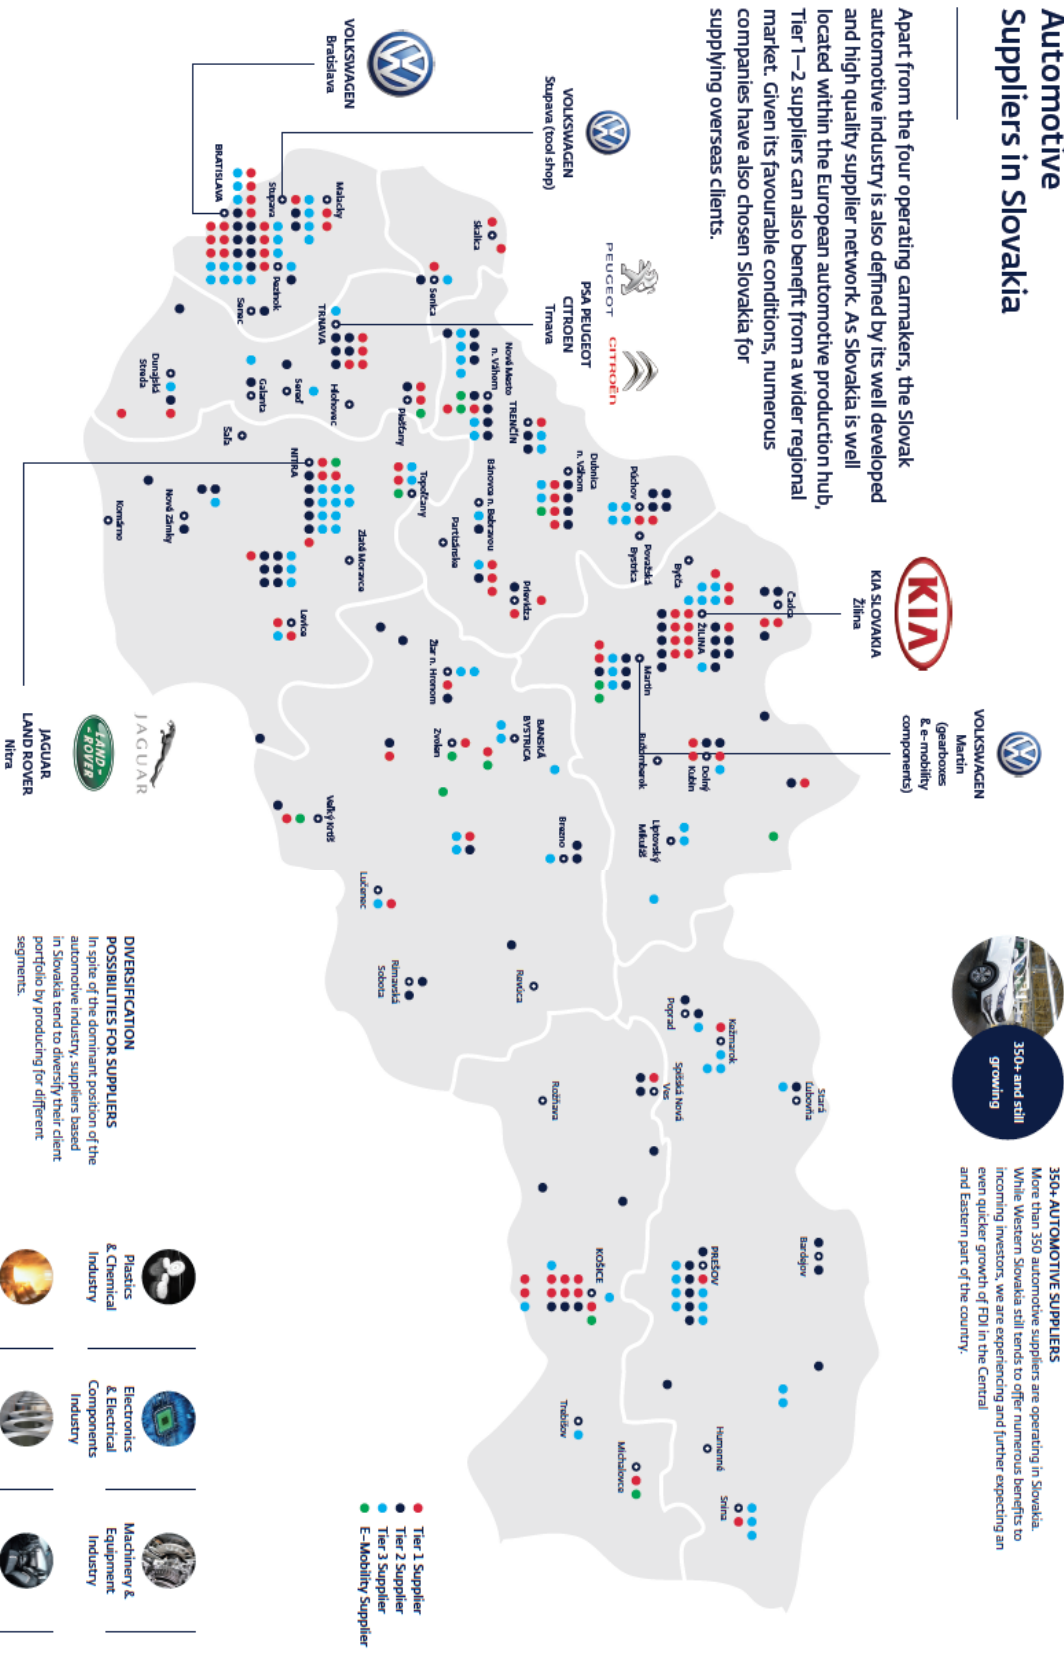 Automotive
Suppliers in Slovakia
Apart from the four operating carmakers, the Slovak
automotive industry is also defined by its well developed
and high quality supplier network. As Slovakia is well
located within the European automotive production hub,
Tier 1—2 suppliers can also benefit from a wider regional
market. Given its favourable conditions, numerous
companies have also chosen Slovakia for
supplying overseas clients.
VOLKSWAGEN
Bratislava
VOLKSWAGEN
Stupava (tool shop)
PEUGEOT
CITROËN
PSA PEUGEOT
CITROEN
Trnava
KIA
KIA SLOVAKIA
Žilina
VOLKSWAGEN
Martin
(gearboxes
& e-mobility
components)
350+ and still
growing
350+ AUTOMOTIVE SUPPLIERS
More than 350 automotive suppliers are operating in Slovakia.
While Western Slovakia still tends to offer numerous benefits to
incoming investors, we are experiencing and further expecting an
even quicker growth of FDI in the Central
and Eastern part of the country.
Čadca
Bytča
ŽILINA
Považská
Bystrica
Púchov
Dubnica
n. Váhom
TRENČÍN
Nové Mesto
n. Váhom
Skalica
Senica
Malacky
Stupava
BRATISLAVA
Pezinok
Senec
TRNAVA
Hlohovec
Sereď
Galanta
Dunajská
Streda
Šaľa
Piešťany
Topoľčany
Bánovce n. Bebravou
Partizánske
Prievidza
NITRA
Zlaté Moravce
Nové Zámky
Komárno
Levice
Martin
Dolný
Kubín
Ružomberok
Liptovský
Mikuláš
Žiar n. Hronom
BANSKÁ
BYSTRICA
Zvolen
Brezno
Veľký Krtíš
Lučenec
Rimavská
Sobota
Revúca
Rožňava
Poprad
Kežmarok
Spišská Nová
Ves
Stará
Ľubovňa
Bardejov
PREŠOV
KOŠICE
Trebišov
Michalovce
Humenné
Snina
Tier 1 Supplier
Tier 2 Supplier
Tier 3 Supplier
E–Mobility Supplier
JAGUAR
LAND-
ROVER
JAGUAR
LAND ROVER
Nitra
DIVERSIFICATION
POSSIBILITIES FOR SUPPLIERS
In spite of the dominant position of the
automotive industry, suppliers based
in Slovakia tend to diversify their client
portfolio by producing for different
segments.
Plastics
& Chemical
Industry
Electronics
& Electrical
Components
Industry
Machinery &
Equipment
Industry